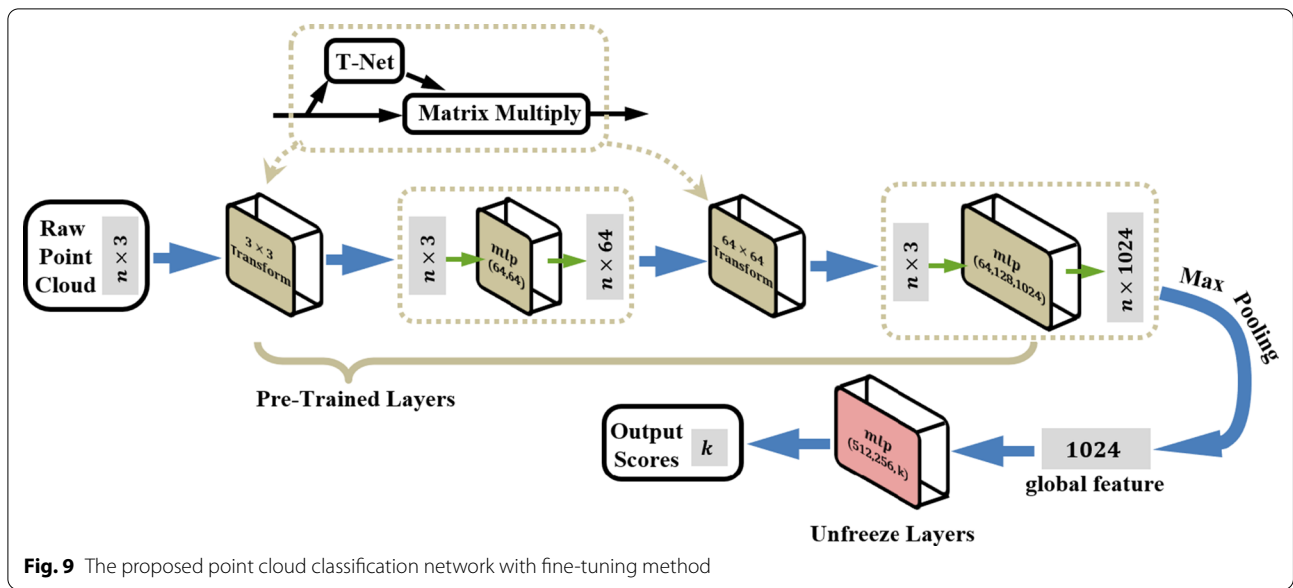 T-Net
Matrix Multiply
Raw
Point
Cloud
n × 3
3 × 3
Transform
n × 3
mlp
(64,64)
n × 64
64 × 64
Transform
n × 3
mlp
(64,128,1024)
n × 1024
Max Pooling
Pre-Trained Layers
Output
Scores
k
mlp
(512,256,k)
1024
global feature
Unfreeze Layers
Fig. 9 The proposed point cloud classification network with fine-tuning method